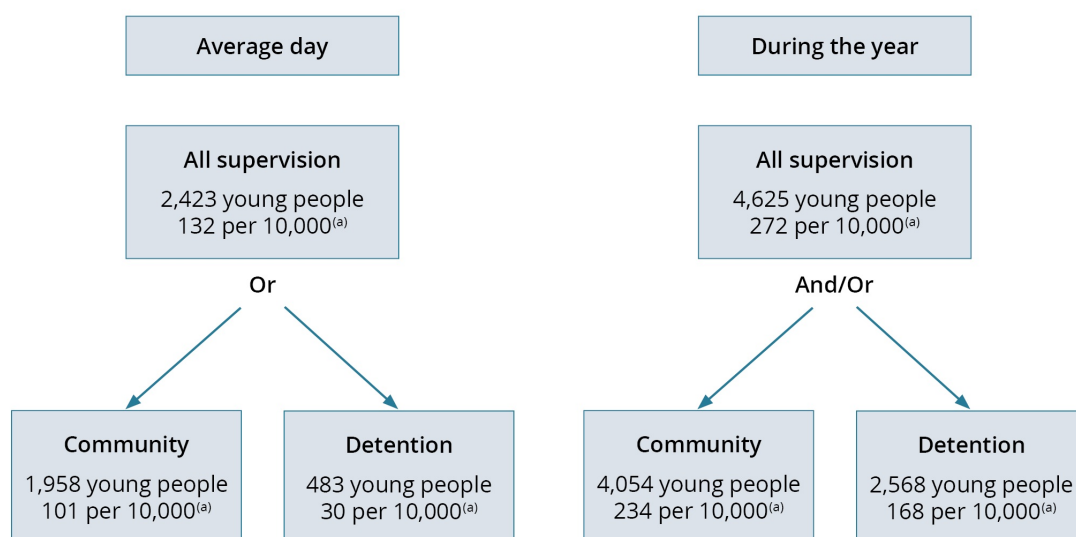 Average day
All supervision
2,423 young people
132 per 10,000(a)
Or
Community
1,958 young people
101 per 10,000(a)
Detention
483 young people
30 per 10,000(a)
During the year
All supervision
4,625 young people
272 per 10,000(a)
And/Or
Community
4,054 young people
234 per 10,000(a)
Detention
2,568 young people
168 per 10,000(a)